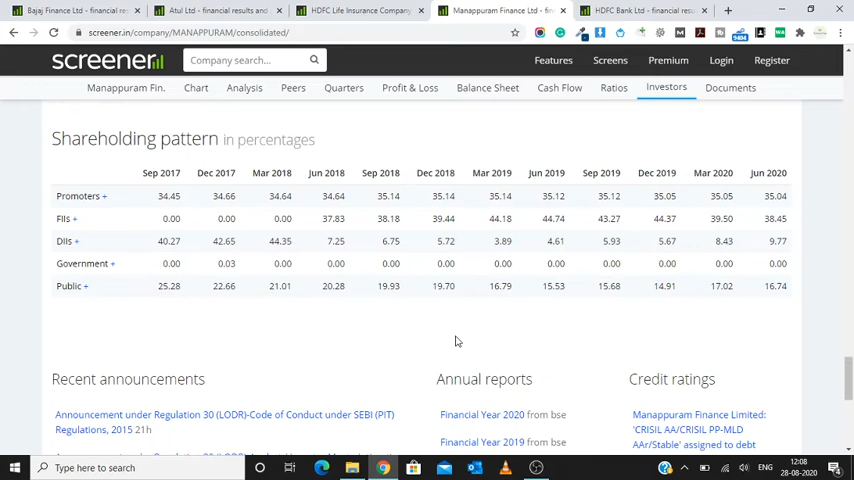 Bajaj Finance Ltd - financial res
Atul Ltd - financial results and
HDFC Life Insurance Company
Manappuram Finance Ltd - fin
HDFC Bank Ltd - financial resu
screener.in/company/MANAPPURAM/consolidated/
screener.in
Company search...
Features
Screens
Premium
Login
Register
Manappuram Fin.
Chart
Analysis
Peers
Quarters
Profit & Loss
Balance Sheet
Cash Flow
Ratios
Investors
Documents
Shareholding pattern in percentages
Sep 2017 Dec 2017 Mar 2018 Jun 2018 Sep 2018 Dec 2018 Mar 2019 Jun 2019 Sep 2019 Dec 2019 Mar 2020 Jun 2020
Promoters + 34.45 34.66 34.64 34.64 35.14 35.14 35.14 35.12 35.12 35.05 35.05 35.04
FIIs + 0.00 0.00 0.00 37.83 38.18 39.44 44.18 44.74 43.27 44.37 39.50 38.45
DIIs + 40.27 42.65 44.35 7.25 6.75 5.72 3.89 4.61 5.93 5.67 8.43 9.77
Government + 0.00 0.03 0.00 0.00 0.00 0.00 0.00 0.00 0.00 0.00 0.00 0.00
Public + 25.28 22.66 21.01 20.28 19.93 19.70 16.79 15.53 15.68 14.91 17.02 16.74
Recent announcements
Announcement under Regulation 30 (LODR)-Code of Conduct under SEBI (PIT)
Regulations, 2015 21h
Annual reports
Financial Year 2020 from bse
Financial Year 2019 from bse
Credit ratings
Manappuram Finance Limited:
'CRISIL AA/CRISIL PP-MLD
AAr/Stable' assigned to debt
Type here to search
ENG
12:08
28-08-2020